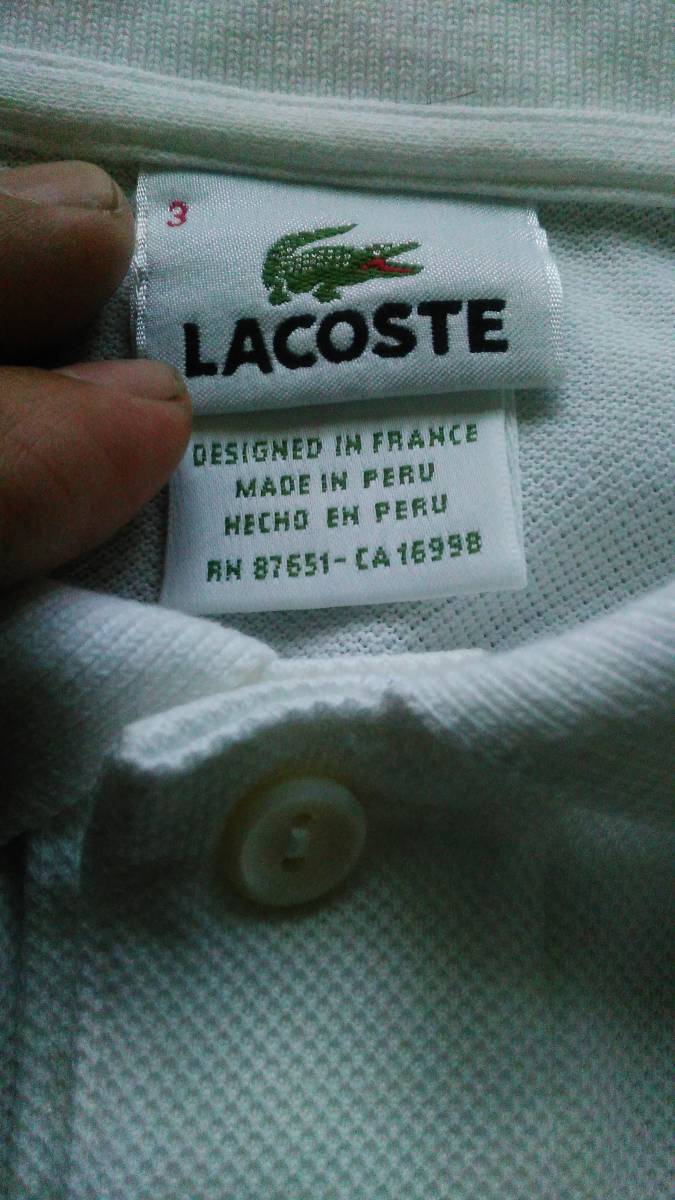 3
LACOSTE
DESIGNED IN FRANCE
MADE IN PERU
HECHO EN PERU
RN 87651-CA 16998